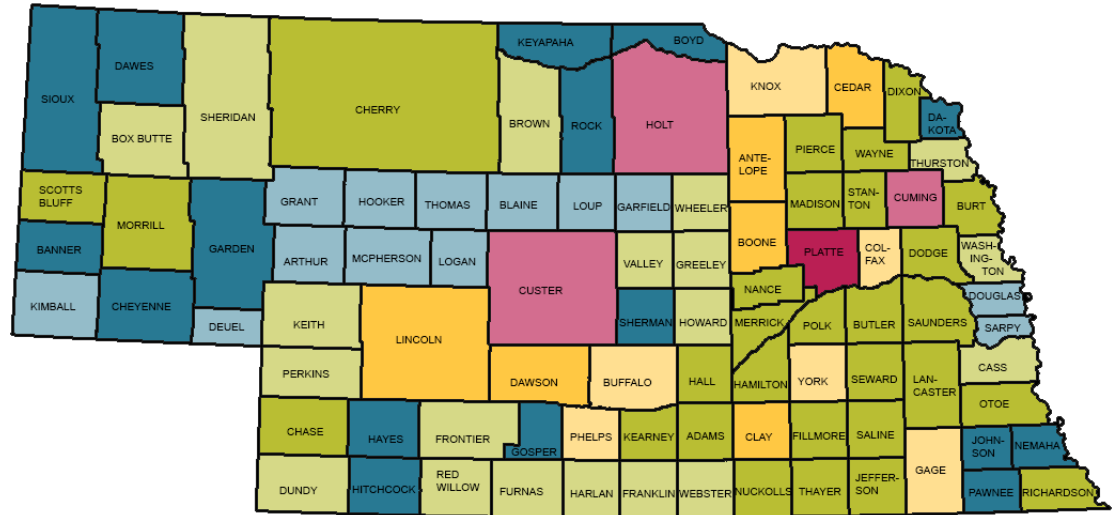 KEYAPAHA
BOYD
DAWES
SIOUX
CHERRY
SHERIDAN
BOX BUTTE
BROWN
ROCK
HOLT
KNOX
CEDAR
DIXON
DA-
KOTA
ANTE-
LOPE
PIERCE
WAYNE
THURSTON
SCOTTS
BLUFF
MORRILL
GRANT
HOOKER
THOMAS
BLAINE
LOUP
GARFIELD
WHEELER
MADISON
STAN-
TON
CUMING
BURT
BANNER
GARDEN
ARTHUR
MCPHERSON
LOGAN
CUSTER
VALLEY
GREELEY
BOONE
PLATTE
COL-
FAX
DODGE
WASH-
ING-
TON
KIMBALL
CHEYENNE
DEUEL
KEITH
LINCOLN
SHERMAN
HOWARD
NANCE
MERRICK
POLK
BUTLER
SAUNDERS
DOUGLAS
SARPY
PERKINS
DAWSON
BUFFALO
HALL
HAMILTON
YORK
SEWARD
LAN-
CASTER
CASS
OTOE
CHASE
HAYES
FRONTIER
GOSPER
PHELPS
KEARNEY
ADAMS
CLAY
FILLMORE
SALINE
GAGE
JOHN-
SON
NEMAHA
DUNDY
HITCHCOCK
RED
WILLOW
FURNAS
HARLAN
FRANKLIN
WEBSTER
NUCKOLLS
THAYER
JEFFER-
SON
PAWNEE
RICHARDSON